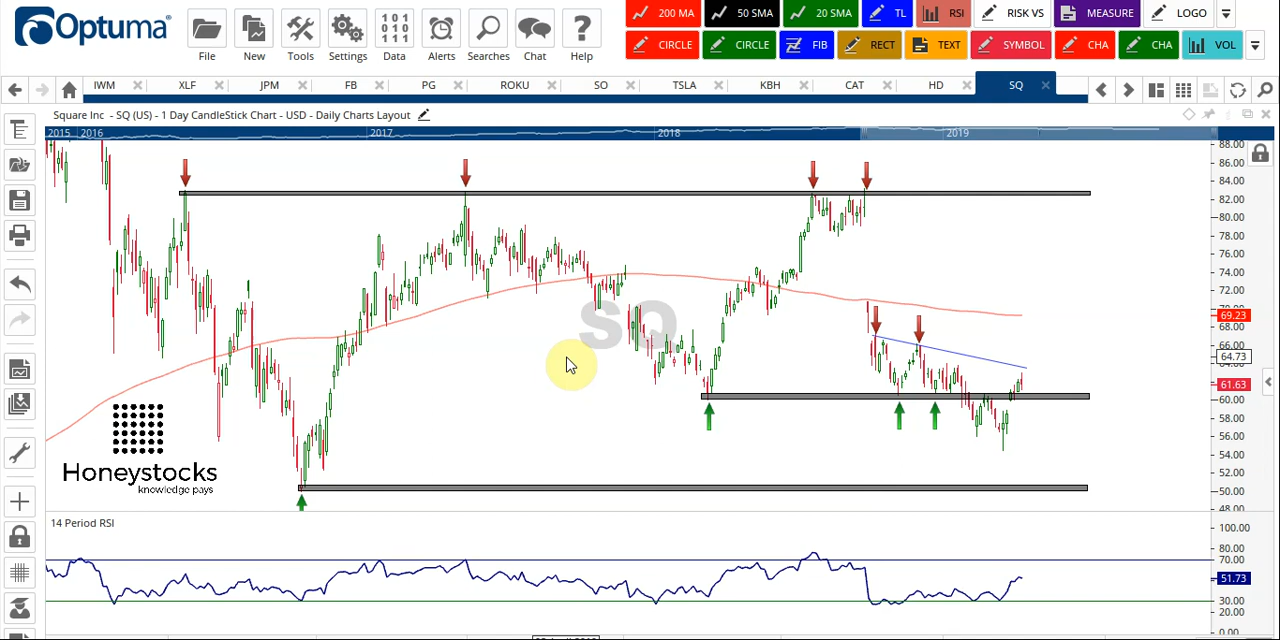 Optuma®
File
New
Tools
Settings
Data
Alerts
Searches
Chat
Help
200 MA
50 SMA
20 SMA
TL
RSI
RISK VS
MEASURE
LOGO
CIRCLE
CIRCLE
FIB
RECT
TEXT
SYMBOL
CHA
CHA
VOL
IWM
XLF
JPM
FB
PG
ROKU
SO
TSLA
KBH
CAT
HD
SQ
Square Inc - SQ (US) - 1 Day CandleStick Chart - USD - Daily Charts Layout
2015 2016
2017
2018
2019
88.00
86.00
84.00
82.00
80.00
78.00
76.00
74.00
72.00
69.23
68.00
66.00
64.73
61.63
60.00
58.00
56.00
54.00
52.00
50.00
48.00
SQ
Honeystocks
knowledge pays
14 Period RSI
100.00
80.00
70.00
51.73
30.00
20.00
0.00